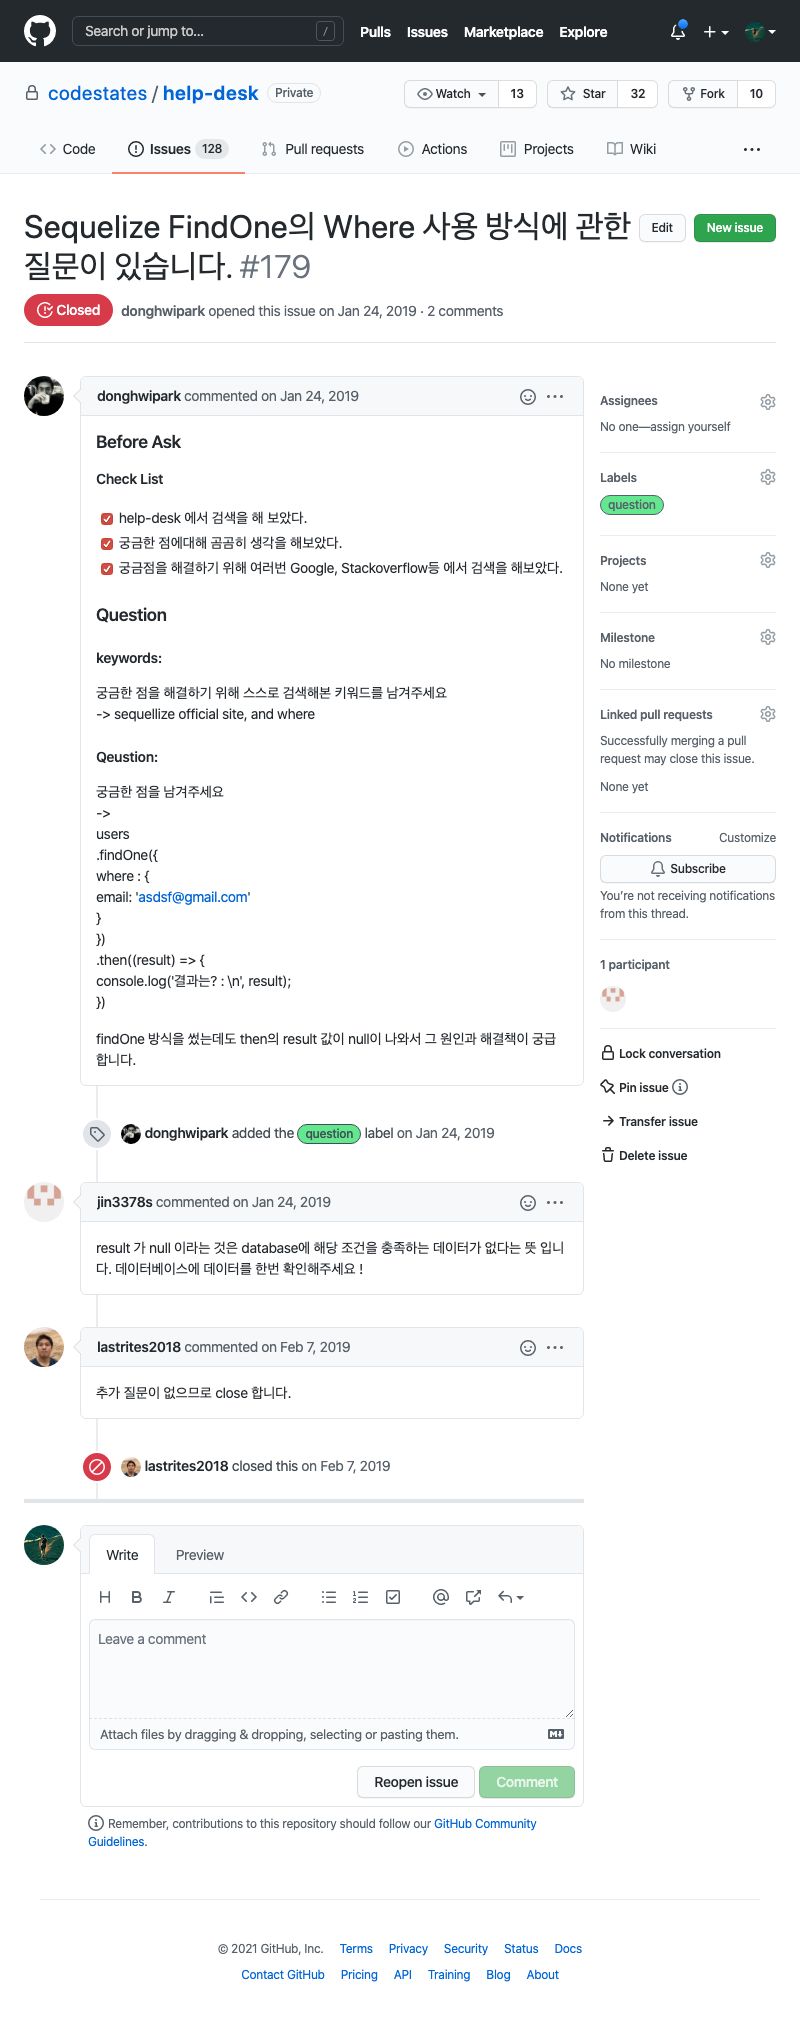 Search or jump to... /
Pulls Issues Marketplace Explore
codestates / help-desk Private
Watch 13 Star 32 Fork 10
Code Issues 128 Pull requests Actions Projects Wiki ...
Sequelize FindOne의 Where 사용 방식에 관한
질문이 있습니다. #179
Edit New issue
Closed donghwipark opened this issue on Jan 24, 2019 · 2 comments
donghwipark commented on Jan 24, 2019 ...
Before Ask
Check List
help-desk 에서 검색을 해 보았다.
궁금한 점에대해 곰곰히 생각을 해보았다.
궁금점을 해결하기 위해 여러번 Google, Stackoverflow등 에서 검색을 해보았다.
Question
keywords:
궁금한 점을 해결하기 위해 스스로 검색해본 키워드를 남겨주세요
-> sequellize official site, and where
Qeustion:
궁금한 점을 남겨주세요
->
users
.findOne({
where : {
email: 'asdsf@gmail.com'
}
})
.then((result) => {
console.log('결과는? : \n', result);
})
findOne 방식을 썼는데도 then의 result 값이 null이 나와서 그 원인과 해결책이 궁급
합니다.
donghwipark added the question label on Jan 24, 2019
jin3378s commented on Jan 24, 2019 ...
result 가 null 이라는 것은 database에 해당 조건을 충족하는 데이터가 없다는 뜻 입니
다. 데이터베이스에 데이터를 한번 확인해주세요 !
lastrites2018 commented on Feb 7, 2019 ...
추가 질문이 없으므로 close 합니다.
lastrites2018 closed this on Feb 7, 2019
Assignees
No one—assign yourself
Labels
question
Projects
None yet
Milestone
No milestone
Linked pull requests
Successfully merging a pull
request may close this issue.
None yet
Notifications Customize
Subscribe
You're not receiving notifications
from this thread.
1 participant
Lock conversation
Pin issue
Transfer issue
Delete issue
Write Preview
H B I
Leave a comment
Attach files by dragging & dropping, selecting or pasting them.
Reopen issue Comment
Remember, contributions to this repository should follow our GitHub Community
Guidelines.
© 2021 GitHub, Inc. Terms Privacy Security Status Docs
Contact GitHub Pricing API Training Blog About